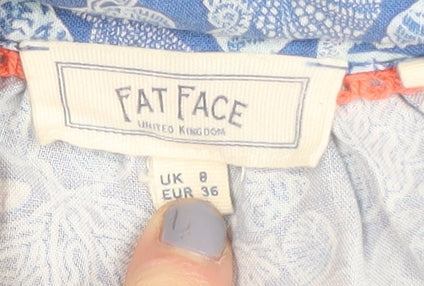 FAT FACE
UNITED KINGDOM
UK 8
EUR 36